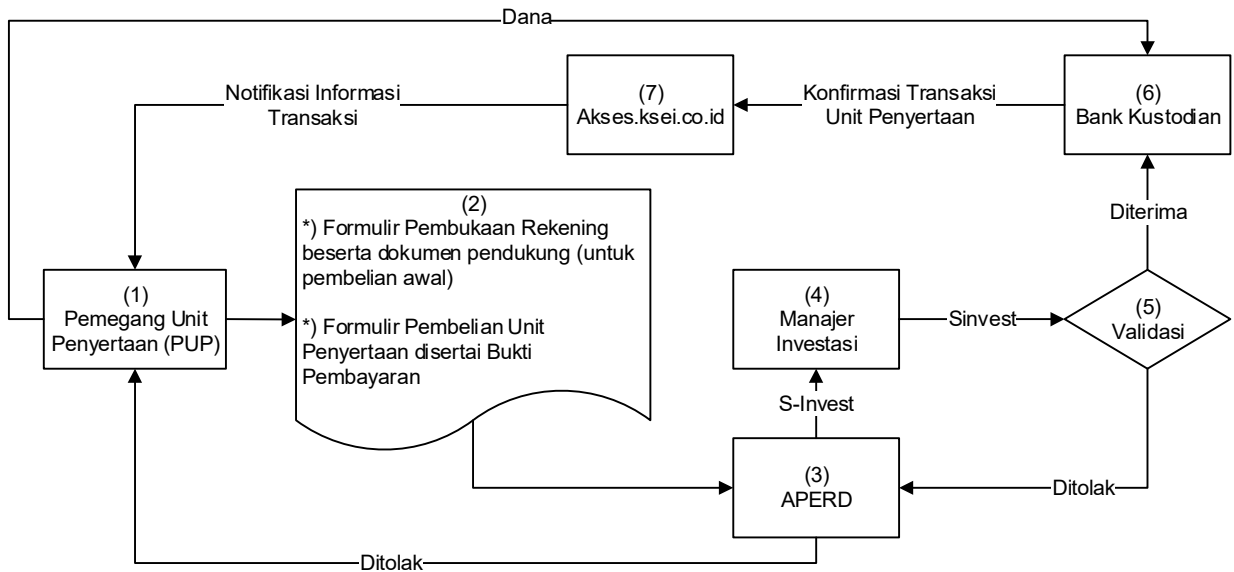 Dana
Notifikasi Informasi
Transaksi
(7)
Akses.ksei.co.id
Konfirmasi Transaksi
Unit Penyertaan
(6)
Bank Kustodian
Diterima
(1)
Pemegang Unit
Penyertaan (PUP)
(2)
*) Formulir Pembukaan Rekening
beserta dokumen pendukung (untuk
pembelian awal)
*) Formulir Pembelian Unit
Penyertaan disertai Bukti
Pembayaran
(4)
Manajer
Investasi
Sinvest
(5)
Validasi
S-Invest
(3)
APERD
Ditolak
Ditolak